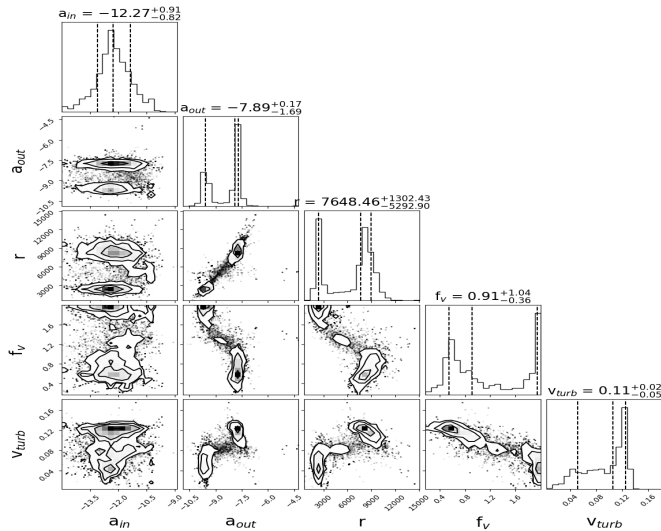 a_in = −12.27 +0.91 −0.82
a_out = −7.89 +0.17 −1.69
= 7648.46 +1302.43 −5292.90
f_v = 0.91 +1.04 −0.36
v_turb = 0.11 +0.02 −0.05
a_out
−4.5
−6.0
−7.5
−9.0
−10.5
r
15000
12000
9000
6000
3000
f_v
1.6
1.2
0.8
0.4
v_turb
0.16
0.12
0.08
0.04
−13.5 −12.0 −10.5 −9.0
−10.5 −9.0 −7.5 −6.0 −4.5
3000 6000 9000 12000 15000
0.4 0.8 1.2 1.6
0.04 0.08 0.12 0.16
a_in a_out r f_v v_turb